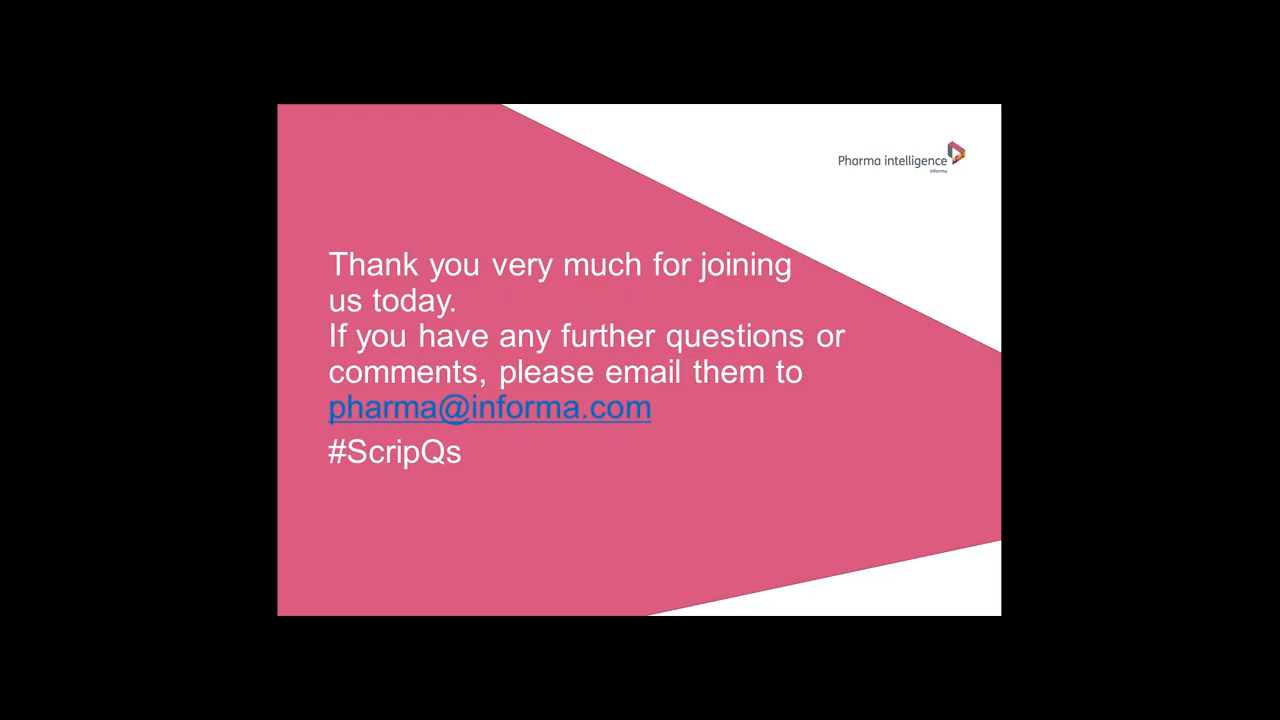 Pharma intelligence
informa
Thank you very much for joining
us today.
If you have any further questions or
comments, please email them to
pharma@informa.com
#ScripQs